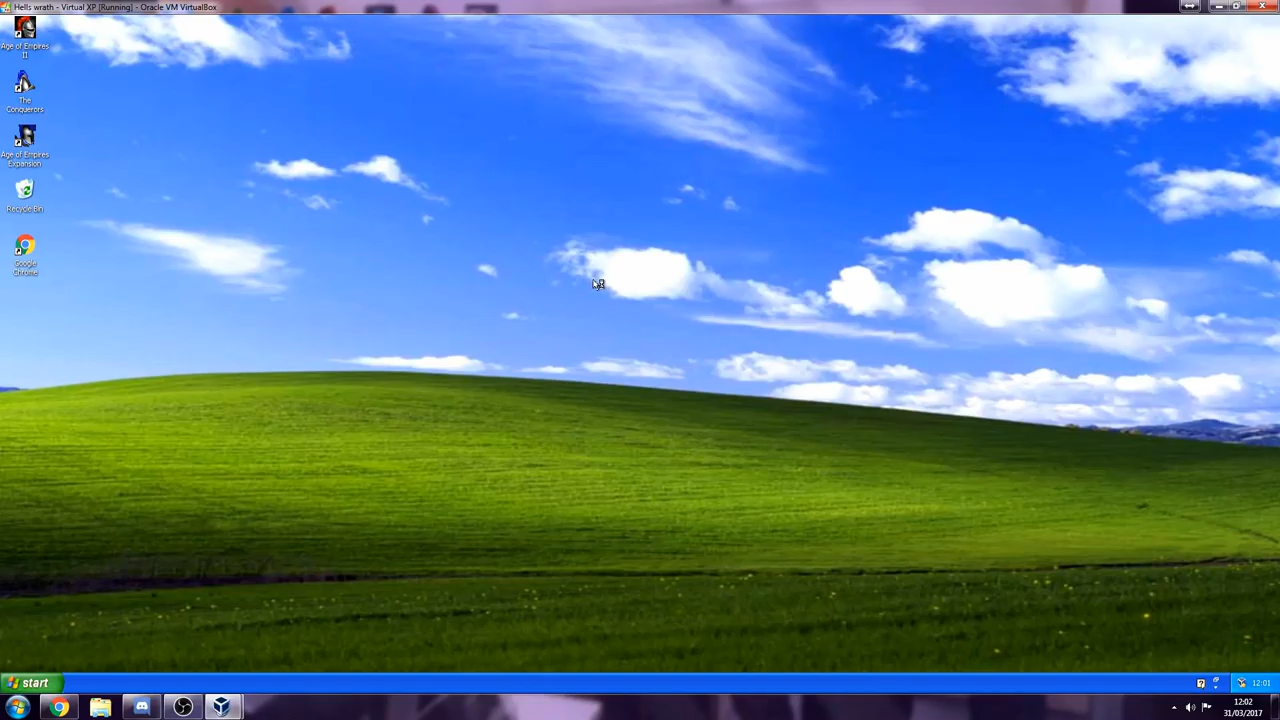 Hells wrath - Virtual XP [Running] - Oracle VM VirtualBox
Age of Empires
II
The
Conquerors
Age of Empires
Expansion
Recycle Bin
Google
Chrome
start
12:01
12:02
31/03/2017